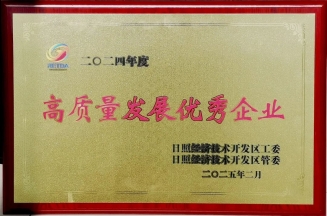 二〇二四年度
高质量发展优秀企业
日照经济技术开发区工委
日照经济技术开发区管委
二〇二五年二月